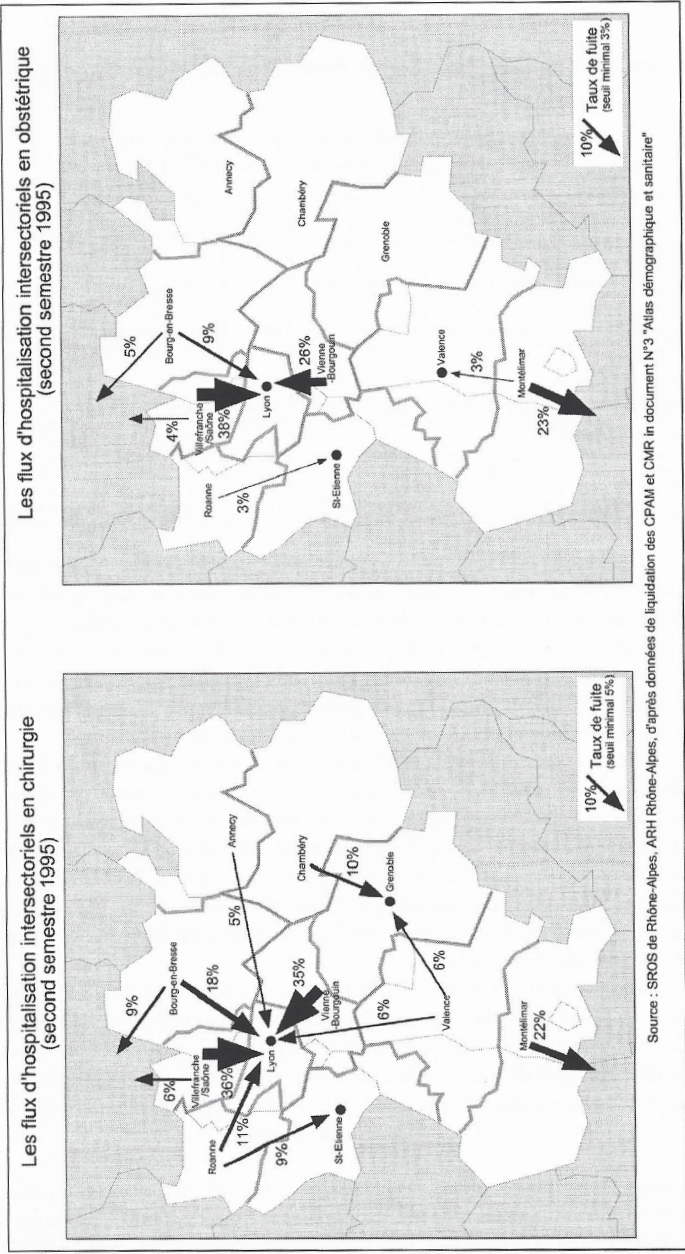 Les flux d'hospitalisation intersectoriels en chirurgie
(second semestre 1995)
9%
Bourg-en-Bresse
6%
18%
Villefranche
/Saône
36%
Annecy
5%
Roanne
11%
9%
Lyon
35%
Vienne
-Bourgouin
Chambéry
10%
St-Etienne
Grenoble
6%
6%
Valence
Montélimar
22%
10% Taux de fuite
(seuil minimal 5%)
Les flux d'hospitalisation intersectoriels en obstétrique
(second semestre 1995)
5%
Bourg-en-Bresse
4%
9%
Villefranche
/Saône
38%
Annecy
Roanne
3%
Lyon
26%
Vienne
-Bourgouin
Chambéry
St-Etienne
Grenoble
Valence
3%
Montélimar
23%
10% Taux de fuite
(seuil minimal 3%)
Source : SROS de Rhône-Alpes, ARH Rhône-Alpes, d'après données de liquidation des CPAM et CMR in document N°3 "Atlas démographique et sanitaire"